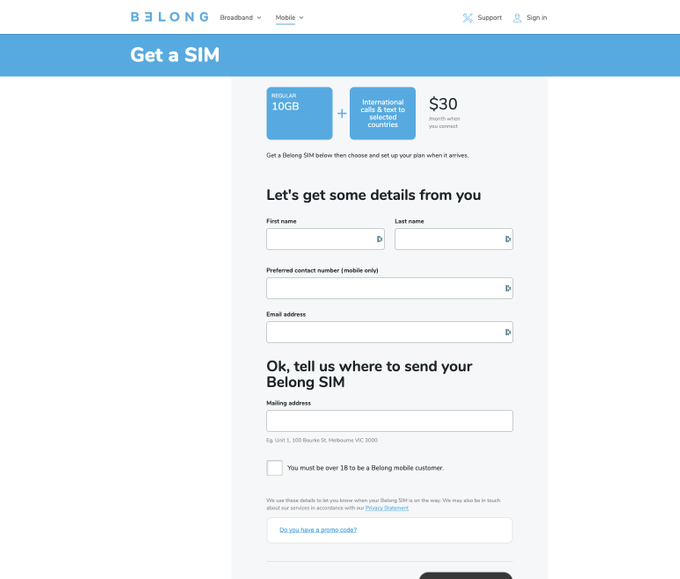 BELONG Broadband Mobile Support Sign in
Get a SIM
REGULAR
10GB
+
International
calls & text to
selected
countries
$30
/month when
you connect
Get a Belong SIM below then choose and set up your plan when it arrives.
Let's get some details from you
First name
Last name
Preferred contact number (mobile only)
Email address
Ok, tell us where to send your
Belong SIM
Mailing address
Eg. Unit 1, 100 Bourke St, Melbourne VIC 3000
You must be over 18 to be a Belong mobile customer.
We use these details to let you know when your Belong SIM is on the way. We may also be in touch
about our services in accordance with our Privacy Statement
Do you have a promo code?